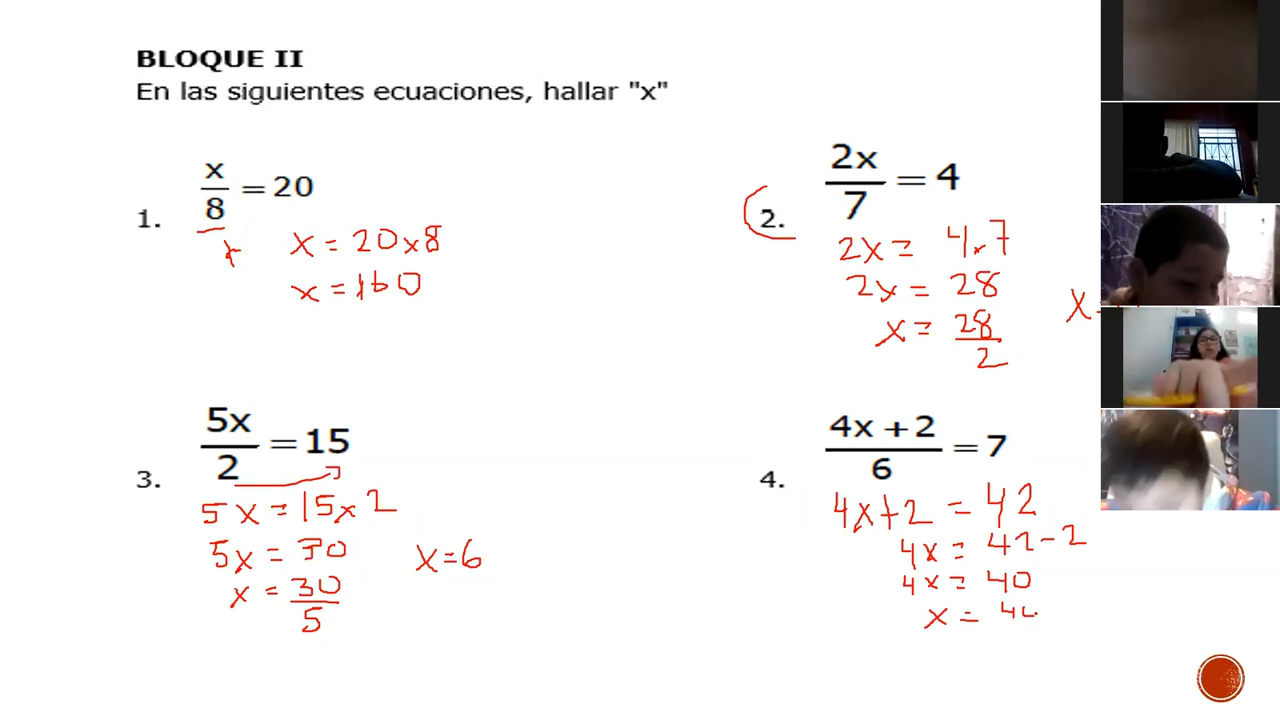 BLOQUE II
En las siguientes ecuaciones, hallar "x"
1.
x/8 = 20
x = 20x8
x = 160
2.
2x/7 = 4
2x = 4x7
2x = 28
x = 28/2
x =
3.
5x/2 = 15
5x = 15x2
5x = 30
x = 30/5
x=6
4.
4x + 2/6 = 7
4x+2 = 42
4x = 42-2
4x = 40
x =